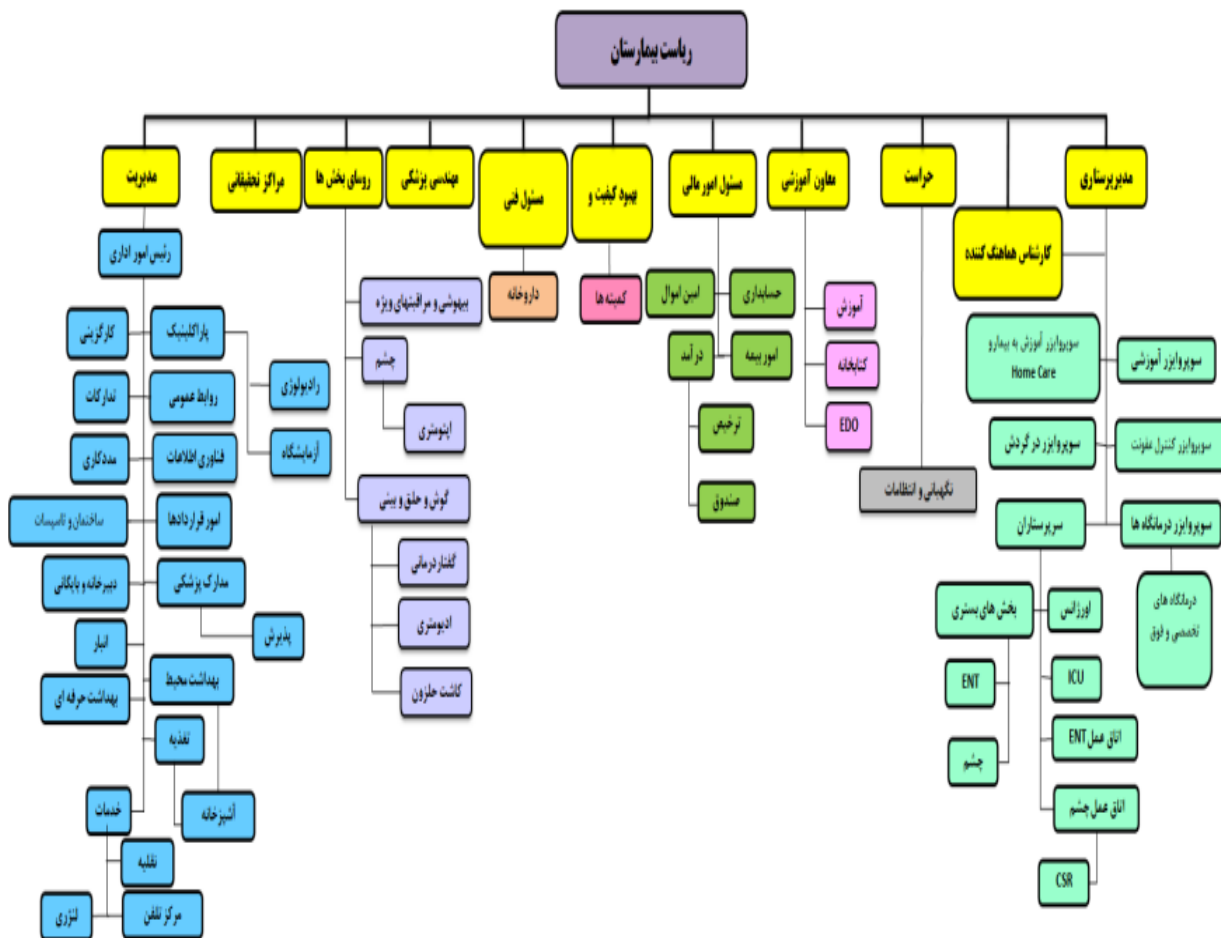 ریاست بیمارستان
مدیر پرستاری
کارشناس هماهنگ کننده
حراست
معاون آموزشی
مسئول امور مالی
بهبود کیفیت و
مسئول فنی
مهندسی پزشکی
روسای بخش ها
مراکز تحقیقاتی
مدیریت
سوپروایزر آموزشی
سوپروایزر آموزش به بیمار و
Home Care
سوپروایزر کنترل عفونت
سوپروایزر در گردش
سوپروایزر درمانگاه ها
سرپرستاران
درمانگاه های
تخصصی و فوق
اورژانس
بخش های بستری
ICU
ENT
اتاق عمل ENT
چشم
اتاق عمل چشم
CSR
نگهبانی و انتظامات
آموزش
کتابخانه
EDO
حسابداری
امین اموال
امور بیمه
در آمد
ترخیص
صندوق
کمیته ها
داروخانه
بیهوشی و مراقبتهای ویژه
چشم
اپتومتری
گوش و حلق و بینی
گفتار درمانی
ادیومتری
کاشت حلزون
رئیس امور اداری
پاراکلینیک
کارگزینی
رادیولوژی
آزمایشگاه
روابط عمومی
تدارکات
فناوری اطلاعات
مددکاری
امور قراردادها
ساختمان و تاسیسات
مدارک پزشکی
دبیرخانه و بایگانی
پذیرش
انبار
بهداشت محیط
بهداشت حرفه ای
تغذیه
آشپزخانه
خدمات
نقلیه
مرکز تلفن
لنژری